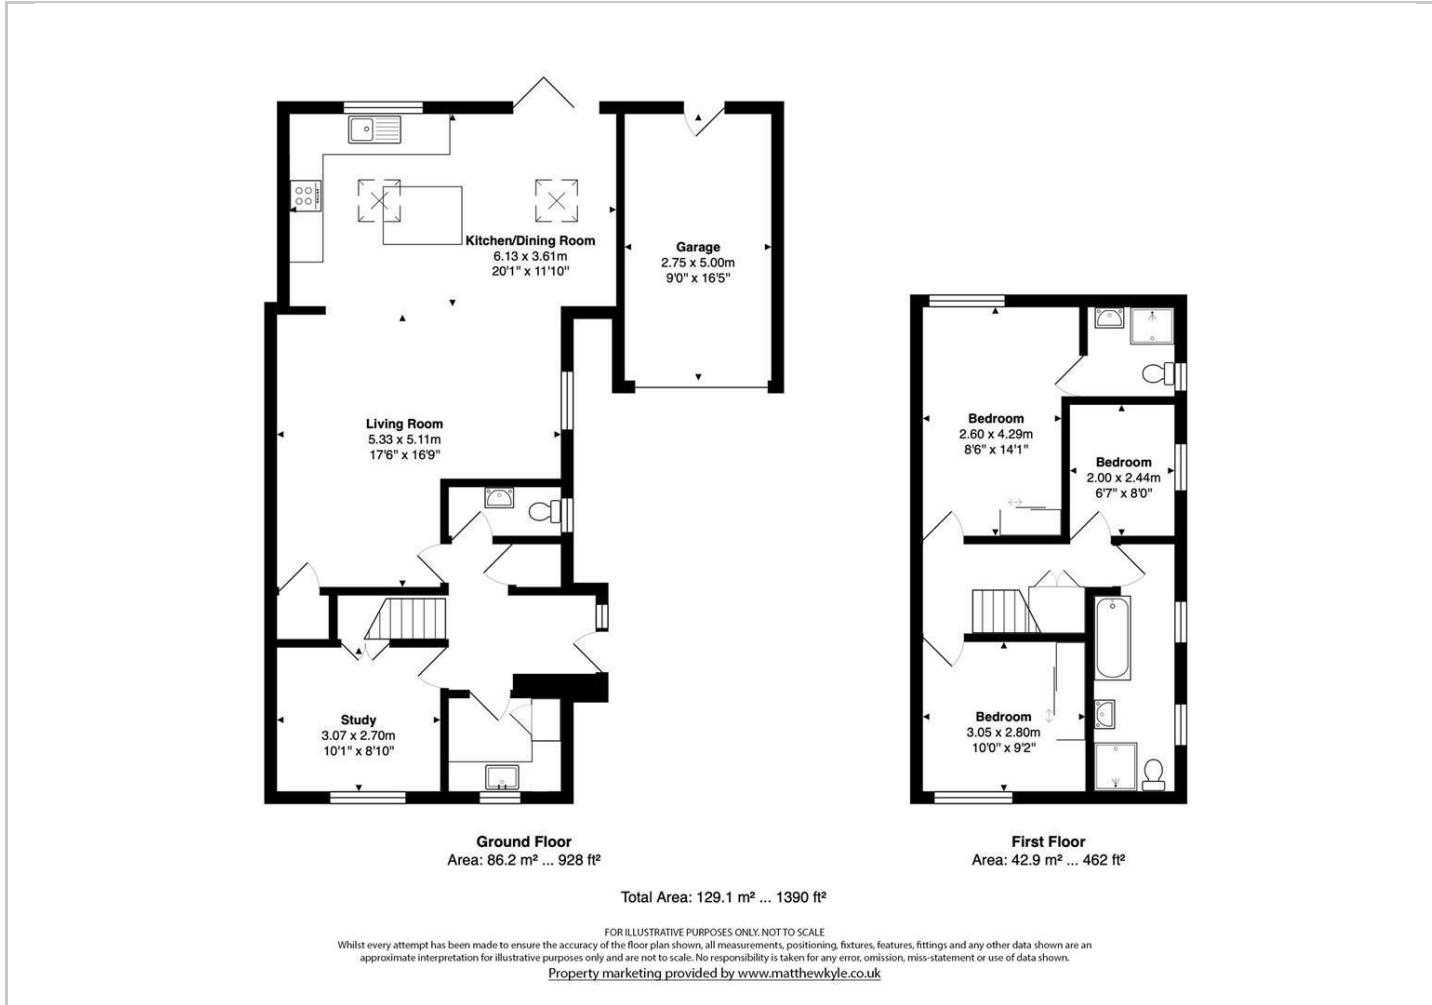 Kitchen/Dining Room
6.13 x 3.61m
20'1" x 11'10"
Garage
2.75 x 5.00m
9'0" x 16'5"
Living Room
5.33 x 5.11m
17'6" x 16'9"
Bedroom
2.60 x 4.29m
8'6" x 14'1"
Bedroom
2.00 x 2.44m
6'7" x 8'0"
Study
3.07 x 2.70m
10'1" x 8'10"
Bedroom
3.05 x 2.80m
10'0" x 9'2"
Ground Floor
Area: 86.2 m² ... 928 ft²
First Floor
Area: 42.9 m² ... 462 ft²
Total Area: 129.1 m² ... 1390 ft²
FOR ILLUSTRATIVE PURPOSES ONLY. NOT TO SCALE
Whilst every attempt has been made to ensure the accuracy of the floor plan shown, all measurements, positioning, fixtures, features, fittings and any other data shown are an
approximate interpretation for illustrative purposes only and are not to scale. No responsibility is taken for any error, omission, miss-statement or use of data shown.
Property marketing provided by www.matthewkyle.co.uk